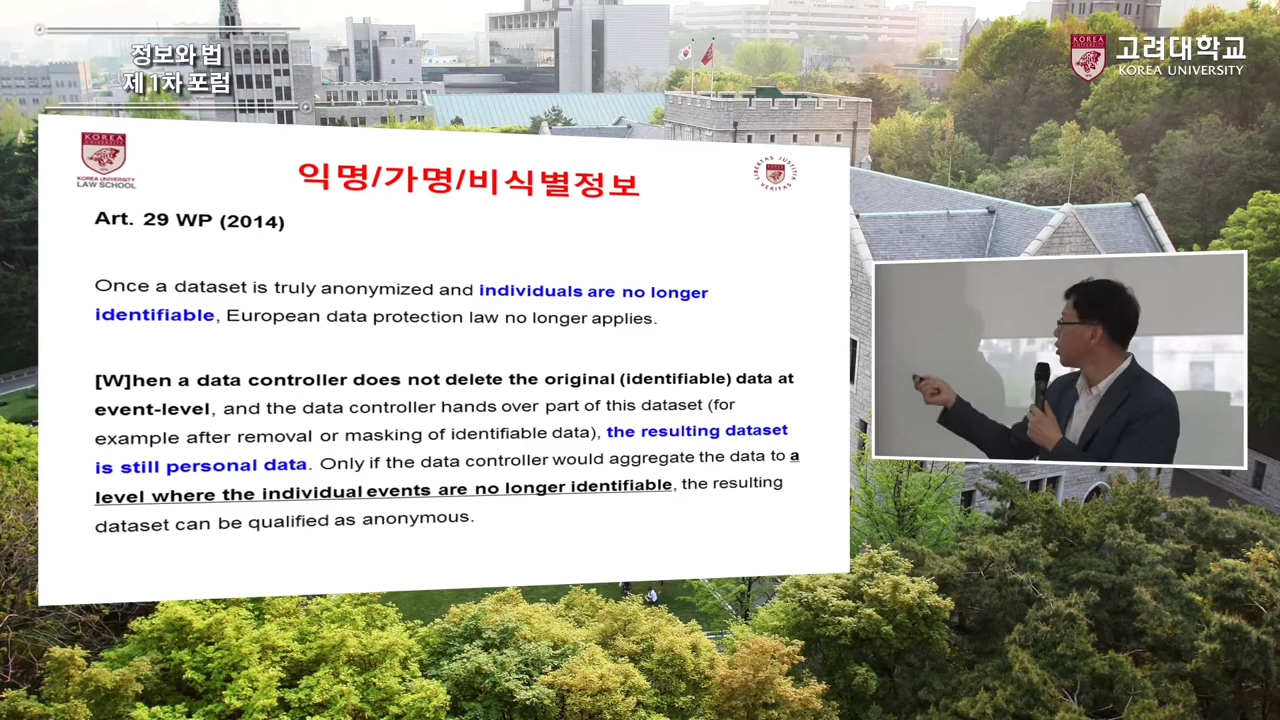 정보와 법
제 1차 포럼
KOREA
고려대학교
KOREA UNIVERSITY
KOREA
KOREA UNIVERSITY
LAW SCHOOL
익명/가명/비식별정보
LIBERTAS JUSTITIA VERITAS
Art. 29 WP (2014)
Once a dataset is truly anonymized and individuals are no longer
identifiable, European data protection law no longer applies.
[W]hen a data controller does not delete the original (identifiable) data at
event-level, and the data controller hands over part of this dataset (for
example after removal or masking of identifiable data), the resulting dataset
is still personal data. Only if the data controller would aggregate the data to a
level where the individual events are no longer identifiable, the resulting
dataset can be qualified as anonymous.